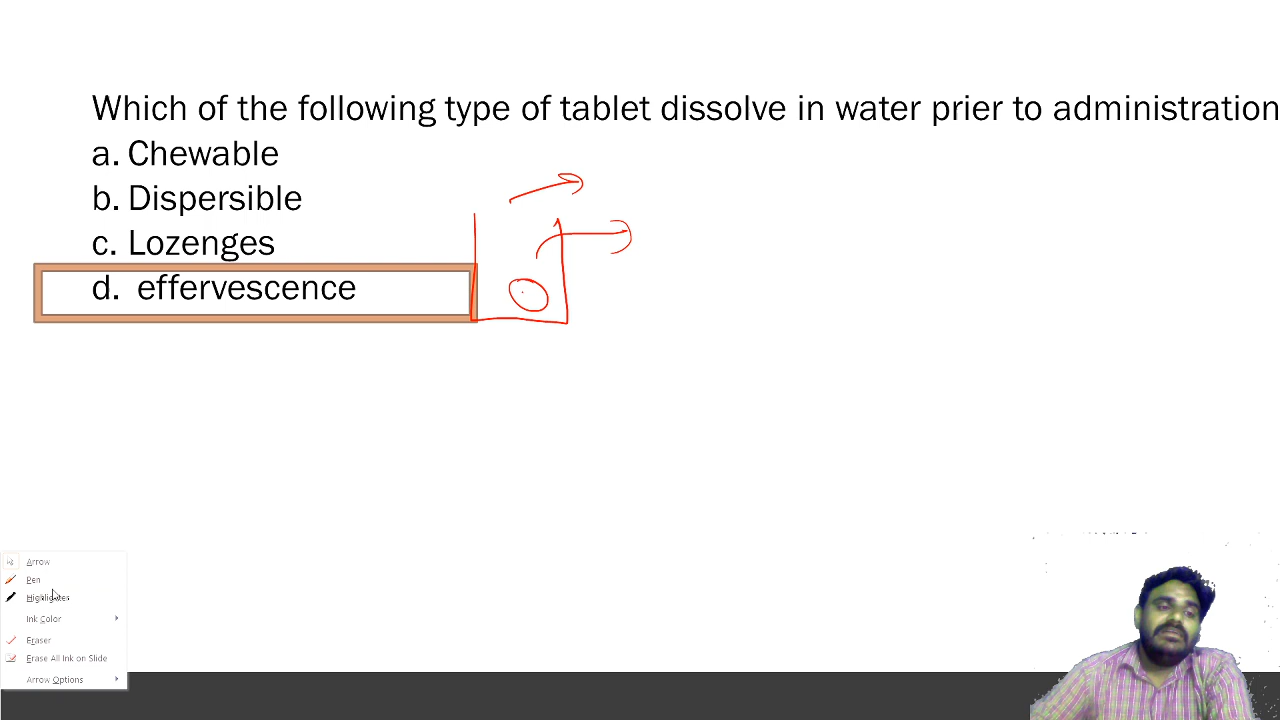 Which of the following type of tablet dissolve in water prier to administration
a. Chewable
b. Dispersible
c. Lozenges
d. effervescence
Arrow
Pen
Highlighter
Ink Color
Eraser
Erase All Ink on Slide
Arrow Options